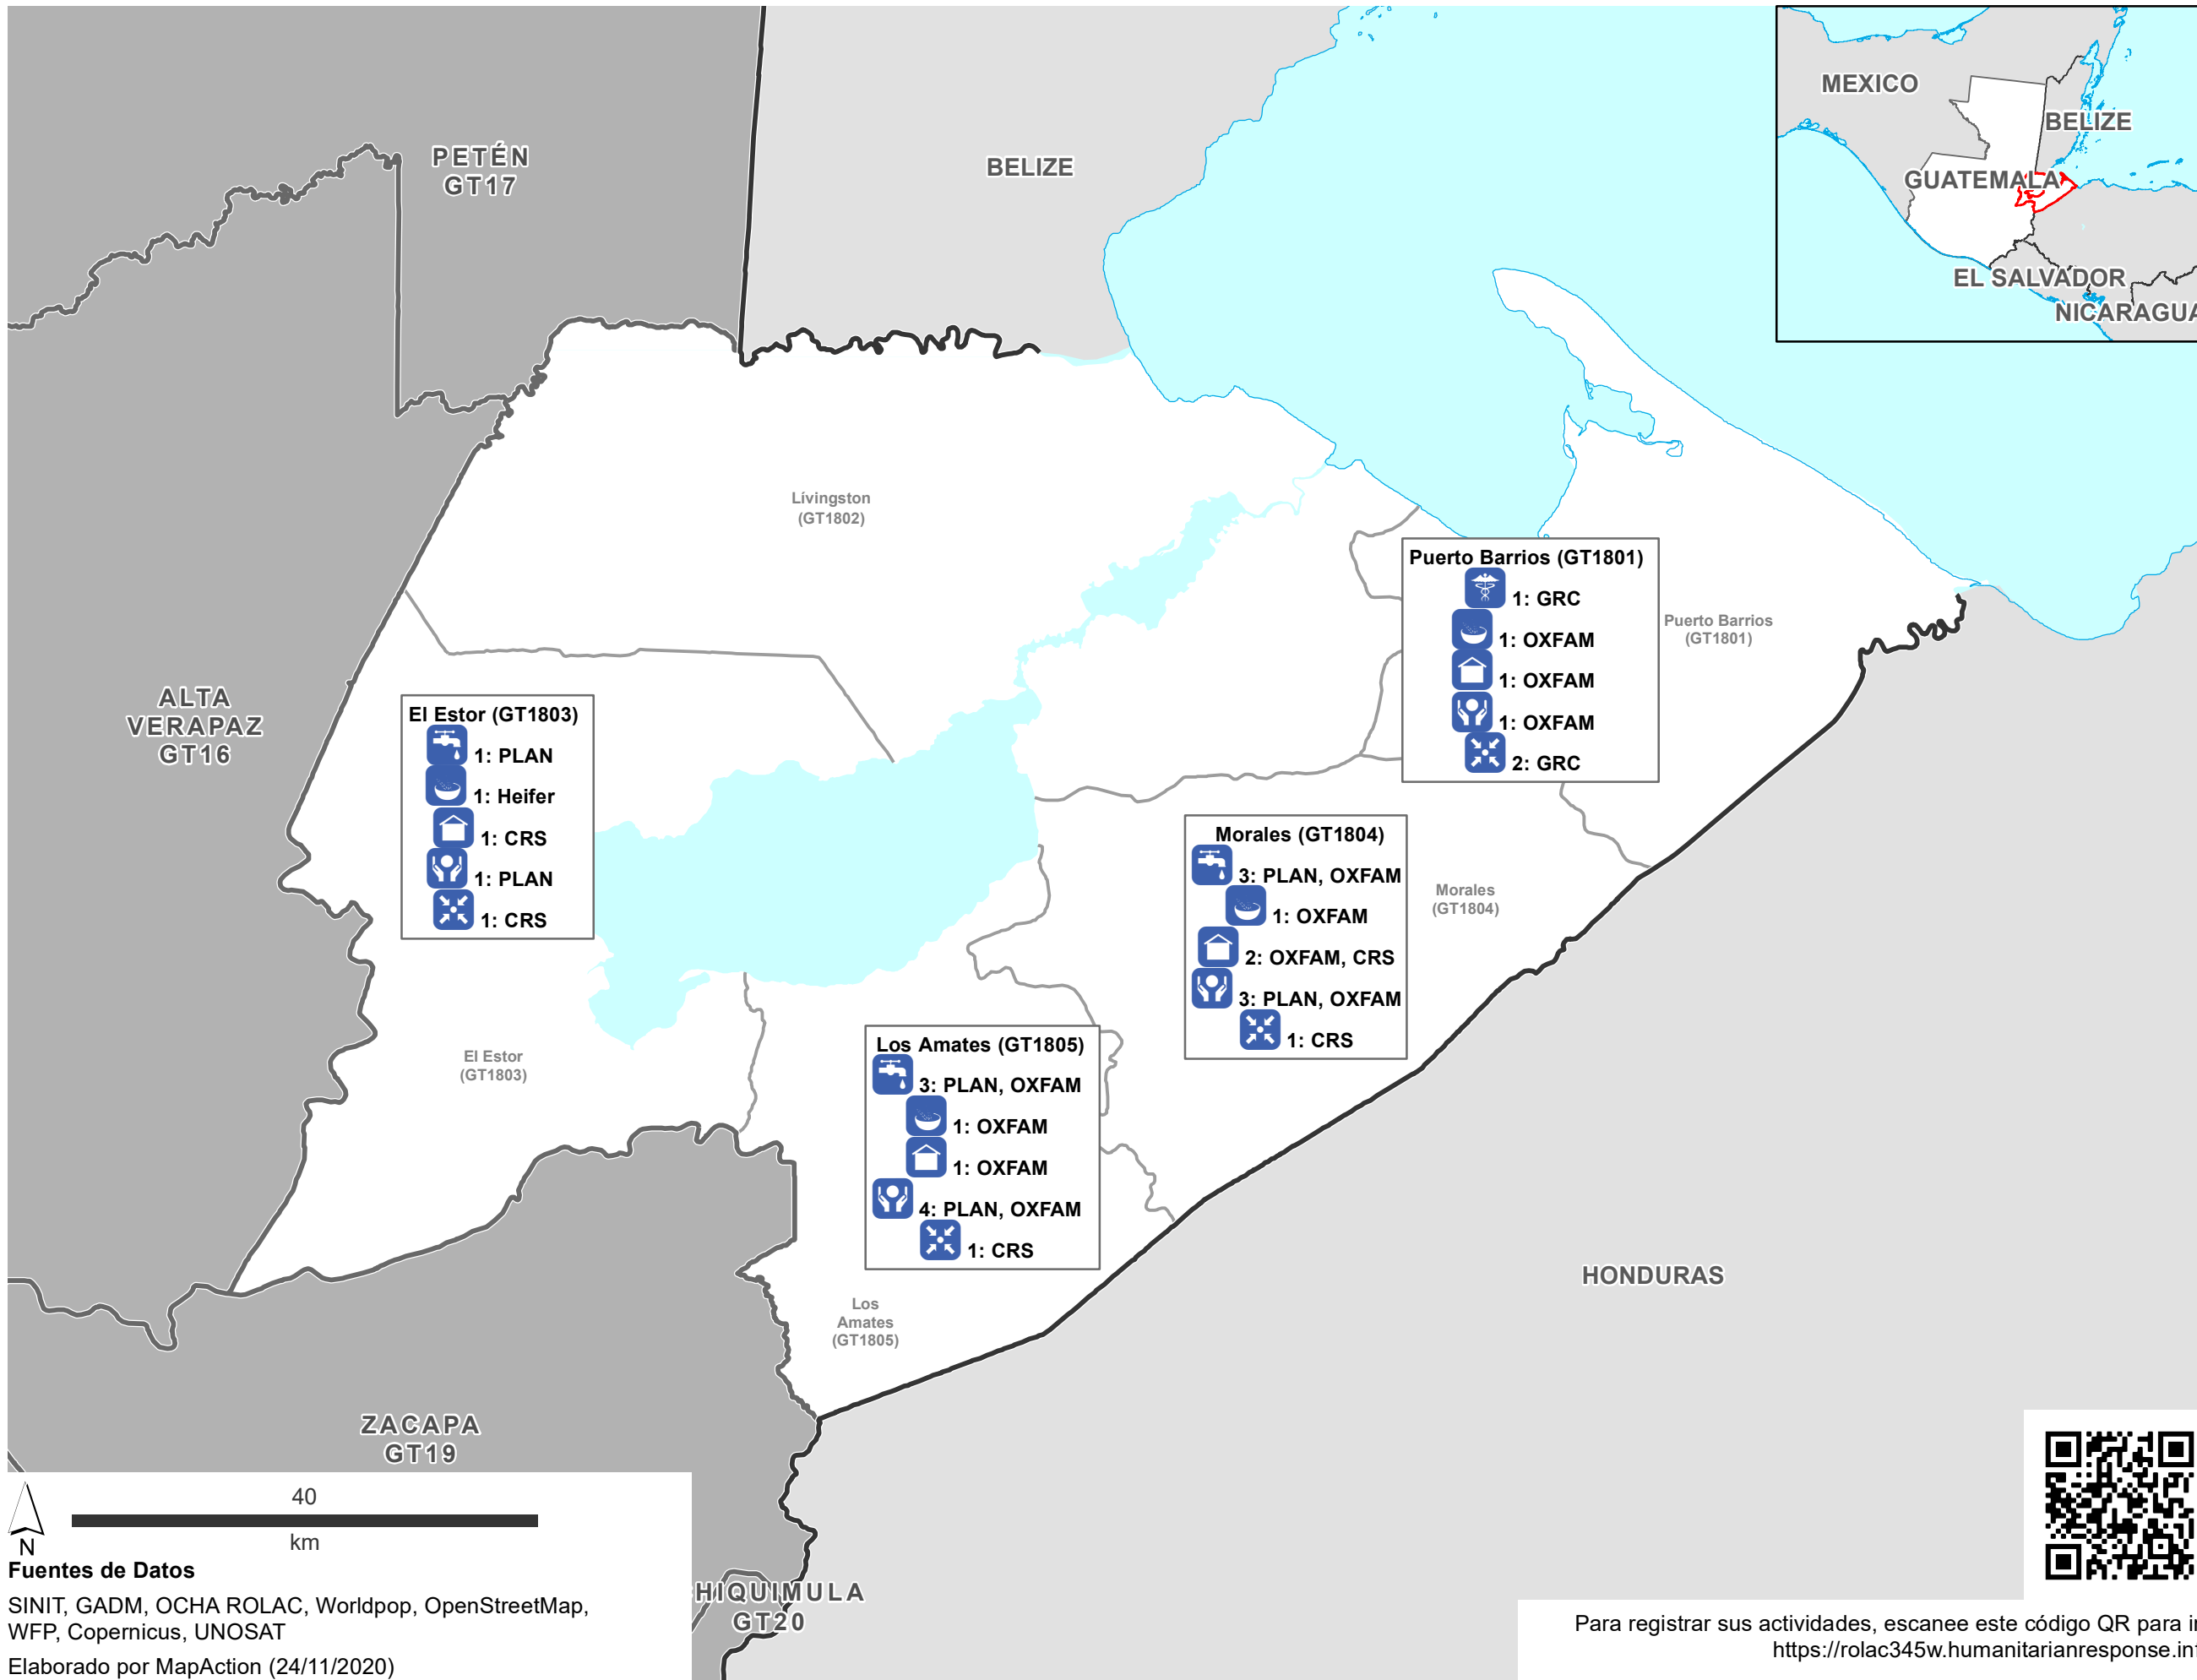 MEXICO
BELIZE
GUATEMALA
EL SALVADOR
NICARAGUA
PETÉN
GT17
BELIZE
Lívingston
(GT1802)
Puerto Barrios (GT1801)
1: GRC
1: OXFAM
1: OXFAM
1: OXFAM
2: GRC
Puerto Barrios
(GT1801)
ALTA
VERAPAZ
GT16
El Estor (GT1803)
1: PLAN
1: Heifer
1: CRS
1: PLAN
1: CRS
Morales (GT1804)
3: PLAN, OXFAM
1: OXFAM
2: OXFAM, CRS
3: PLAN, OXFAM
1: CRS
Morales
(GT1804)
El Estor
(GT1803)
Los Amates (GT1805)
3: PLAN, OXFAM
1: OXFAM
1: OXFAM
4: PLAN, OXFAM
1: CRS
Los
Amates
(GT1805)
HONDURAS
ZACAPA
GT19
HIQUIMULA
GT20
40
km
N
Fuentes de Datos
SINIT, GADM, OCHA ROLAC, Worldpop, OpenStreetMap,
WFP, Copernicus, UNOSAT
Elaborado por MapAction (24/11/2020)
Para registrar sus actividades, escanee este código QR para ir
https://rolac345w.humanitarianresponse.inf